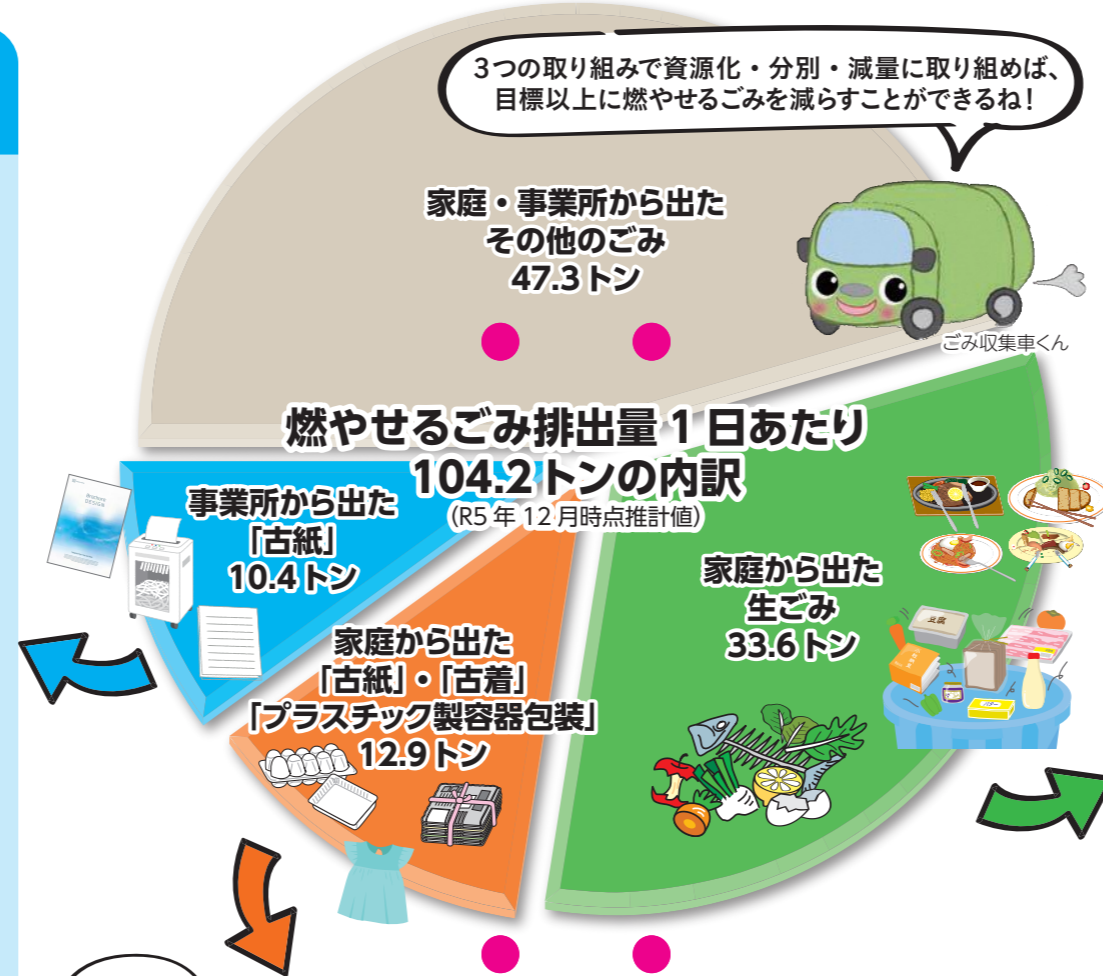 3つの取り組みで資源化・分別・減量に取り組めば、
目標以上に燃やせるごみを減らすことができるね!
家庭・事業所から出た
その他のごみ
47.3トン
ごみ収集車くん
燃やせるごみ排出量1日あたり
104.2トンの内訳
(R5年12月時点推計値)
事業所から出た
「古紙」
10.4トン
Brochure
DESIGN
家庭から出た
「古紙」・「古着」
「プラスチック製容器包装」
12.9トン
家庭から出た
生ごみ
33.6トン
豆腐